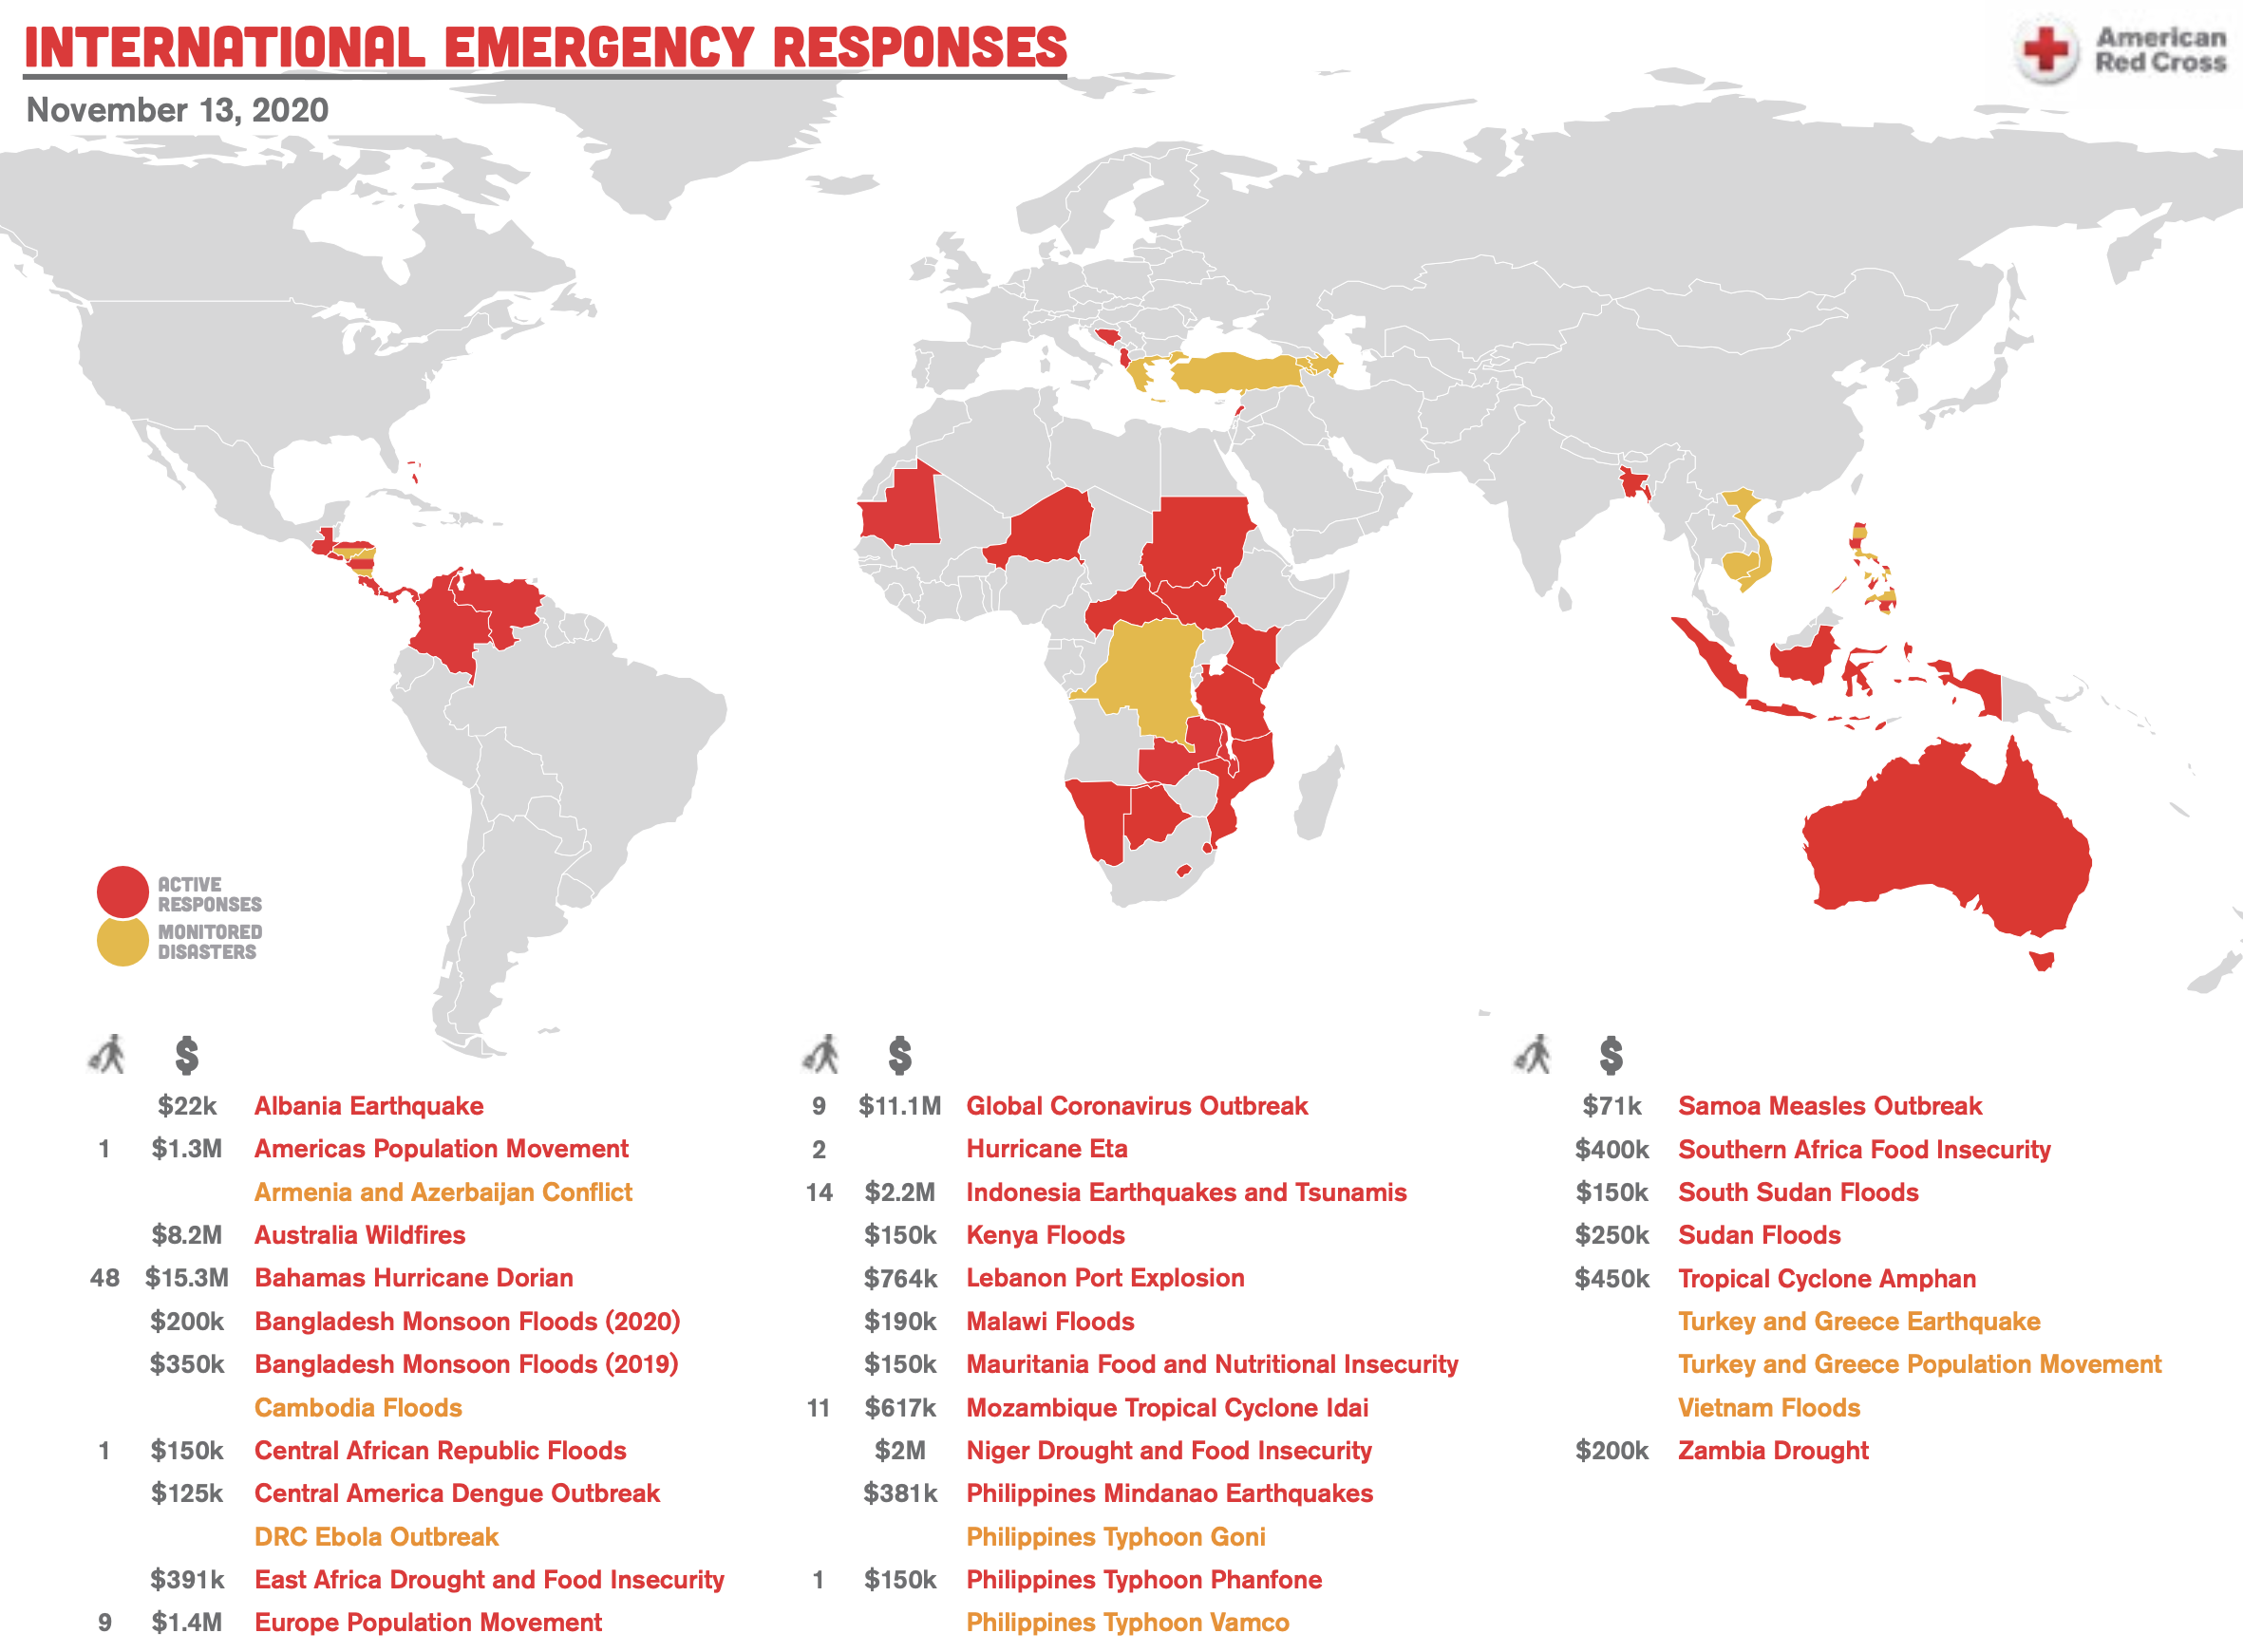 INTERNATIONAL EMERGENCY RESPONSES
American
Red Cross
November 13, 2020
ACTIVE
RESPONSES
MONITORED
DISASTERS
$
$22k Albania Earthquake
1 $1.3M Americas Population Movement
Armenia and Azerbaijan Conflict
$8.2M Australia Wildfires
48 $15.3M Bahamas Hurricane Dorian
$200k Bangladesh Monsoon Floods (2020)
$350k Bangladesh Monsoon Floods (2019)
Cambodia Floods
1 $150k Central African Republic Floods
$125k Central America Dengue Outbreak
DRC Ebola Outbreak
$391k East Africa Drought and Food Insecurity
9 $1.4M Europe Population Movement
$
9 $11.1M Global Coronavirus Outbreak
2 Hurricane Eta
14 $2.2M Indonesia Earthquakes and Tsunamis
$150k Kenya Floods
$764k Lebanon Port Explosion
$190k Malawi Floods
$150k Mauritania Food and Nutritional Insecurity
11 $617k Mozambique Tropical Cyclone Idai
$2M Niger Drought and Food Insecurity
$381k Philippines Mindanao Earthquakes
Philippines Typhoon Goni
1 $150k Philippines Typhoon Phanfone
Philippines Typhoon Vamco
$
$71k Samoa Measles Outbreak
$400k Southern Africa Food Insecurity
$150k South Sudan Floods
$250k Sudan Floods
$450k Tropical Cyclone Amphan
Turkey and Greece Earthquake
Turkey and Greece Population Movement
Vietnam Floods
$200k Zambia Drought